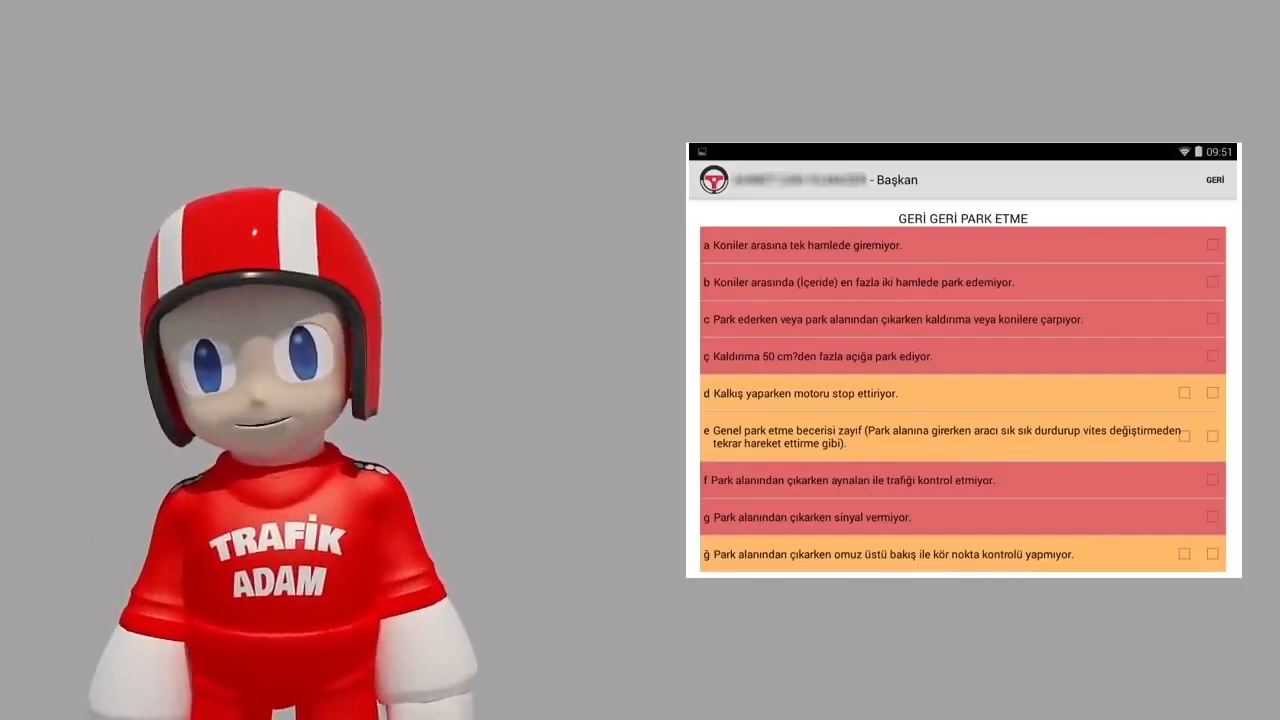 TRAFİK
ADAM
09:51
- Başkan
GERİ
GERİ GERİ PARK ETME
a Koniler arasına tek hamlede giremiyor.
b Koniler arasında (İçeride) en fazla iki hamlede park edemiyor.
c Park ederken veya park alanından çıkarken kaldırıma veya konilere çarpıyor.
ç Kaldırıma 50 cm?den fazla açığa park ediyor.
d Kalkış yaparken motoru stop ettiriyor.
e Genel park etme becerisi zayıf (Park alanına girerken aracı sık sık durdurup vites değiştirmeden
tekrar hareket ettirme gibi).
f Park alanından çıkarken aynaları ile trafiği kontrol etmiyor.
g Park alanından çıkarken sinyal vermiyor.
ğ Park alanından çıkarken omuz üstü bakış ile kör nokta kontrolü yapmıyor.